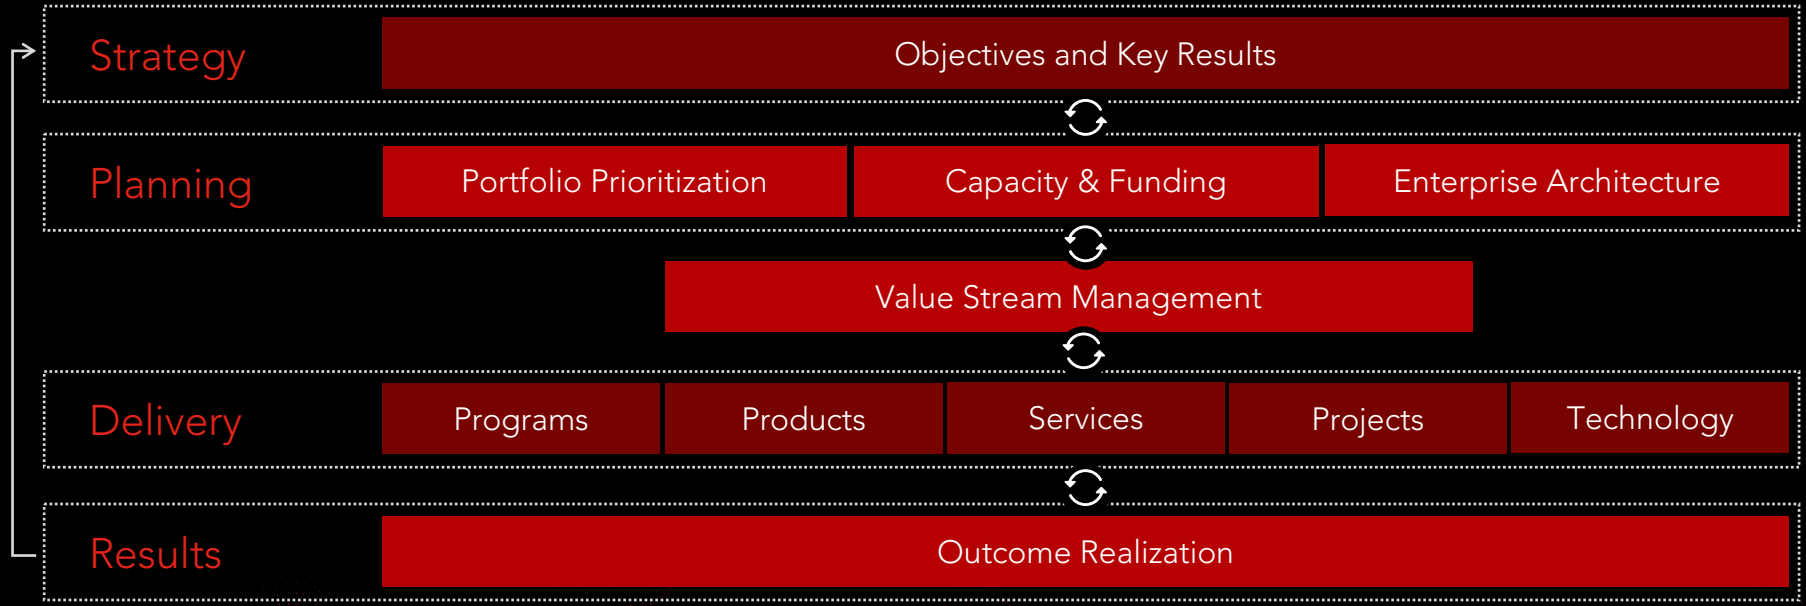 Strategy
Objectives and Key Results
Planning
Portfolio Prioritization
Capacity & Funding
Enterprise Architecture
Value Stream Management
Delivery
Programs
Products
Services
Projects
Technology
Results
Outcome Realization